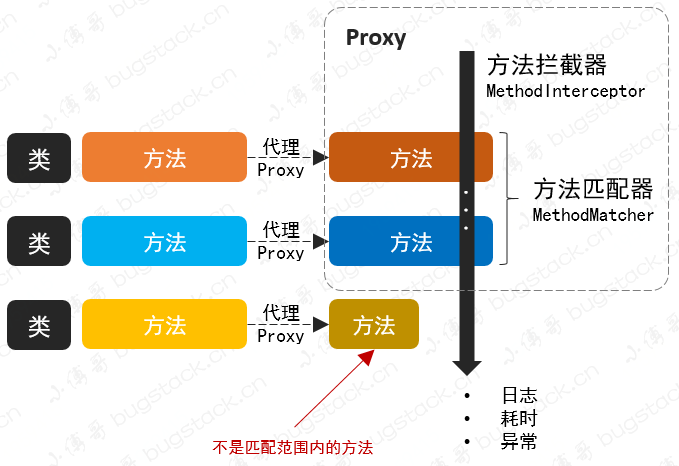 Proxy
方法拦截器
MethodInterceptor
类
方法
代理
Proxy
方法
方法匹配器
MethodMatcher
类
方法
代理
Proxy
方法
类
方法
代理
Proxy
方法
• 日志
• 耗时
• 异常
不是匹配范围内的方法
小傅哥 bugstack.cn